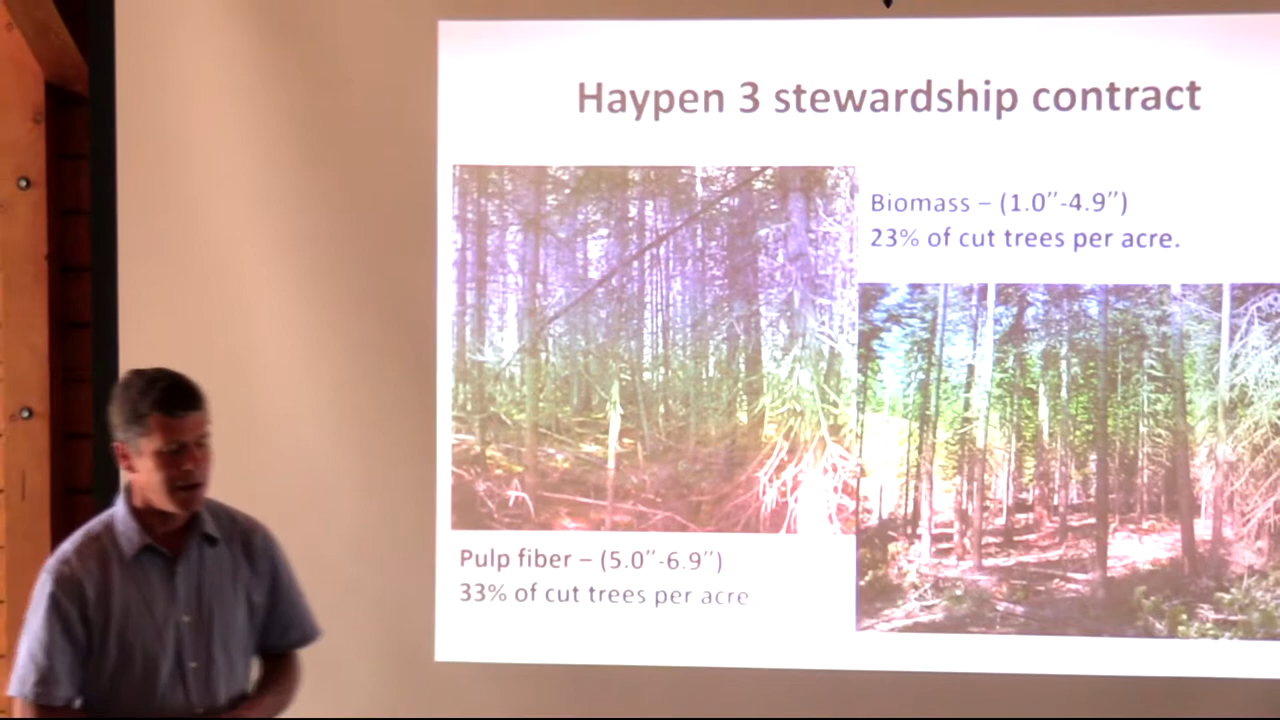 Haypen 3 stewardship contract
Biomass – (1.0”-4.9”)
23% of cut trees per acre.
Pulp fiber – (5.0”-6.9”)
33% of cut trees per acre